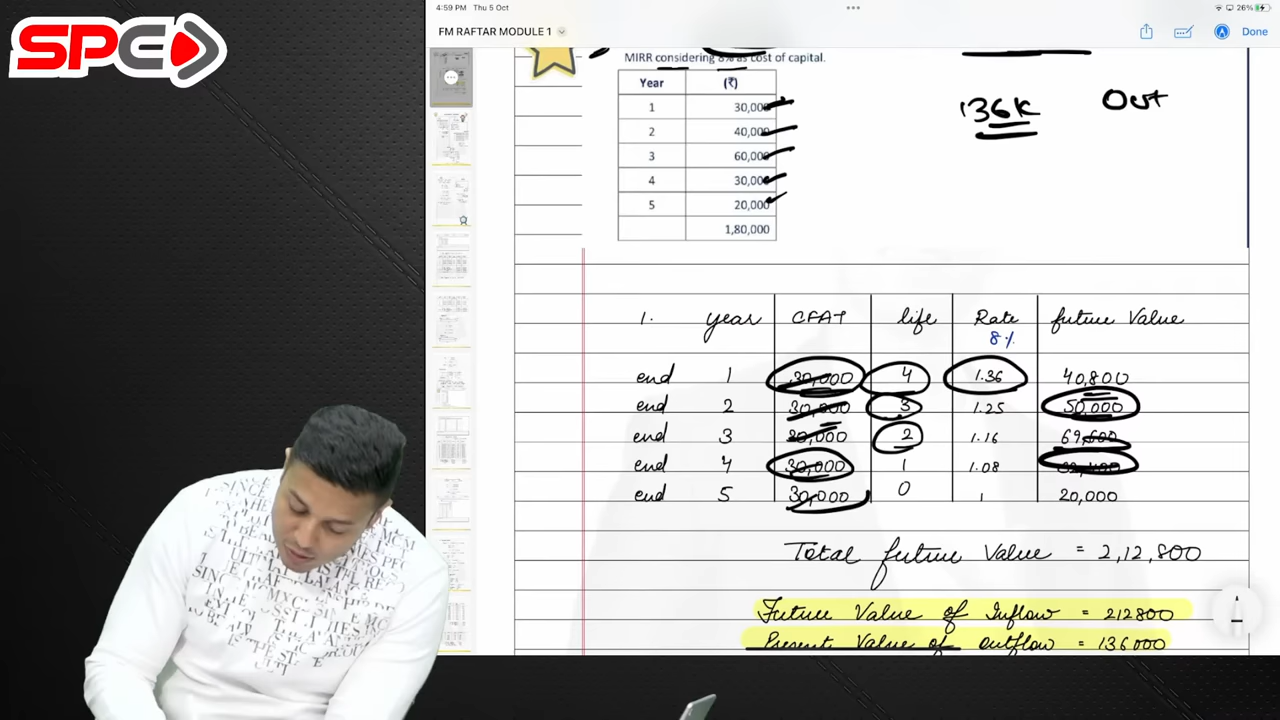 4:59 PM Thu 5 Oct
26%
SPC
FM RAFTAR MODULE 1
Done
MIRR considering 8% as cost of capital.
Year (₹)
1 30,000
2 40,000
3 60,000
4 30,000
5 20,000
1,80,000
136K Out
1. year CFAT life Rate future Value
8%
end 1 30,000 4 1.36 40,800
end 2 30,000 3 1.25 50,000
end 3 30,000 2 1.16 69,600
end 4 30,000 1 1.08
end 5 30,000 0 1 20,000
Total future Value = 2,12,800
Future Value of Inflow = 212800
Present Value of Outflow = 136000